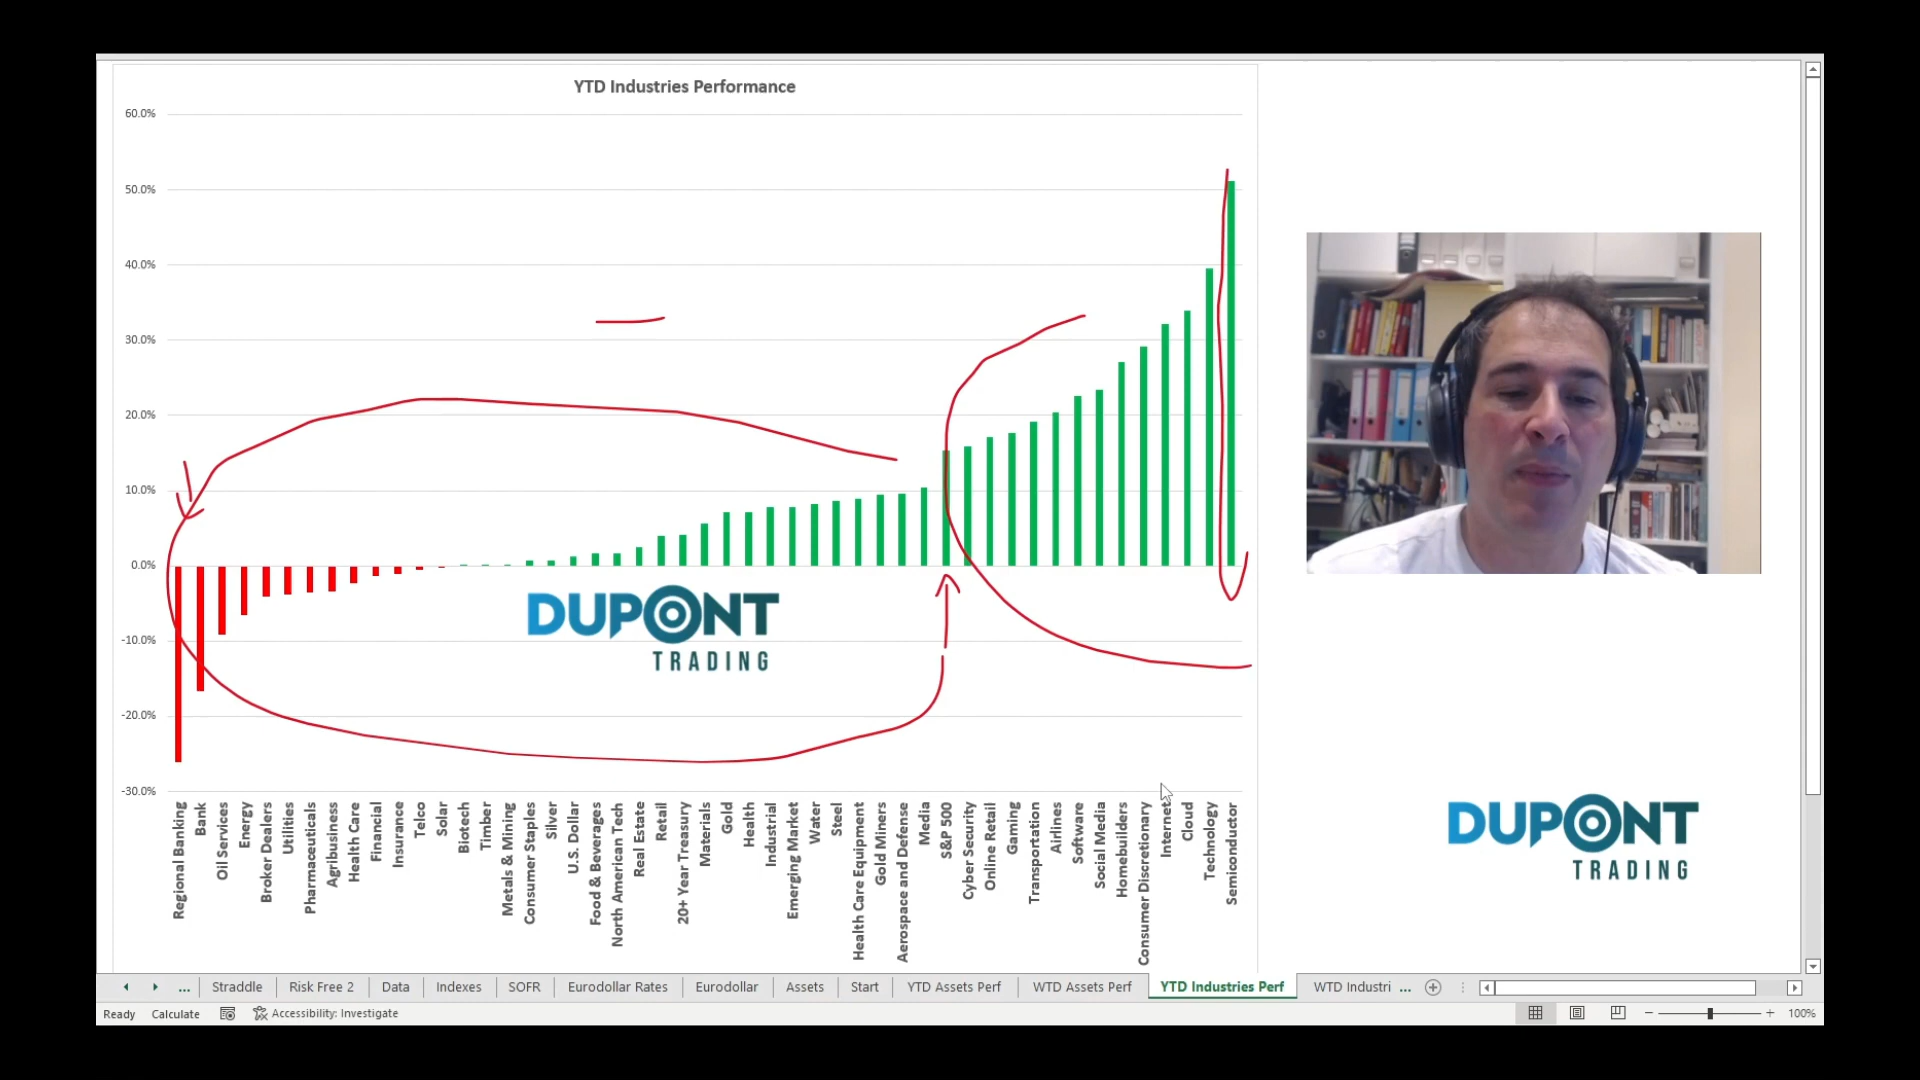 YTD Industries Performance
60.0%
50.0%
40.0%
30.0%
20.0%
10.0%
0.0%
-10.0%
-20.0%
-30.0%
DUPONT
TRADING
Regional Banking
Bank
Oil Services
Energy
Broker Dealers
Utilities
Pharmaceuticals
Agribusiness
Health Care
Financial
Insurance
Telco
Solar
Biotech
Timber
Metals & Mining
Consumer Staples
Silver
U.S. Dollar
Food & Beverages
North American Tech
Real Estate
Retail
20+ Year Treasury
Materials
Gold
Health
Industrial
Emerging Market
Water
Steel
Health Care Equipment
Gold Miners
Aerospace and Defense
Media
S&P 500
Cyber Security
Online Retail
Gaming
Transportation
Airlines
Software
Social Media
Homebuilders
Consumer Discretionary
Internet
Cloud
Technology
Semiconductor
DUPONT
TRADING
... Straddle Risk Free 2 Data Indexes SOFR Eurodollar Rates Eurodollar Assets Start YTD Assets Perf WTD Assets Perf YTD Industries Perf WTD Industri ...
Ready Calculate Accessibility: Investigate 100%